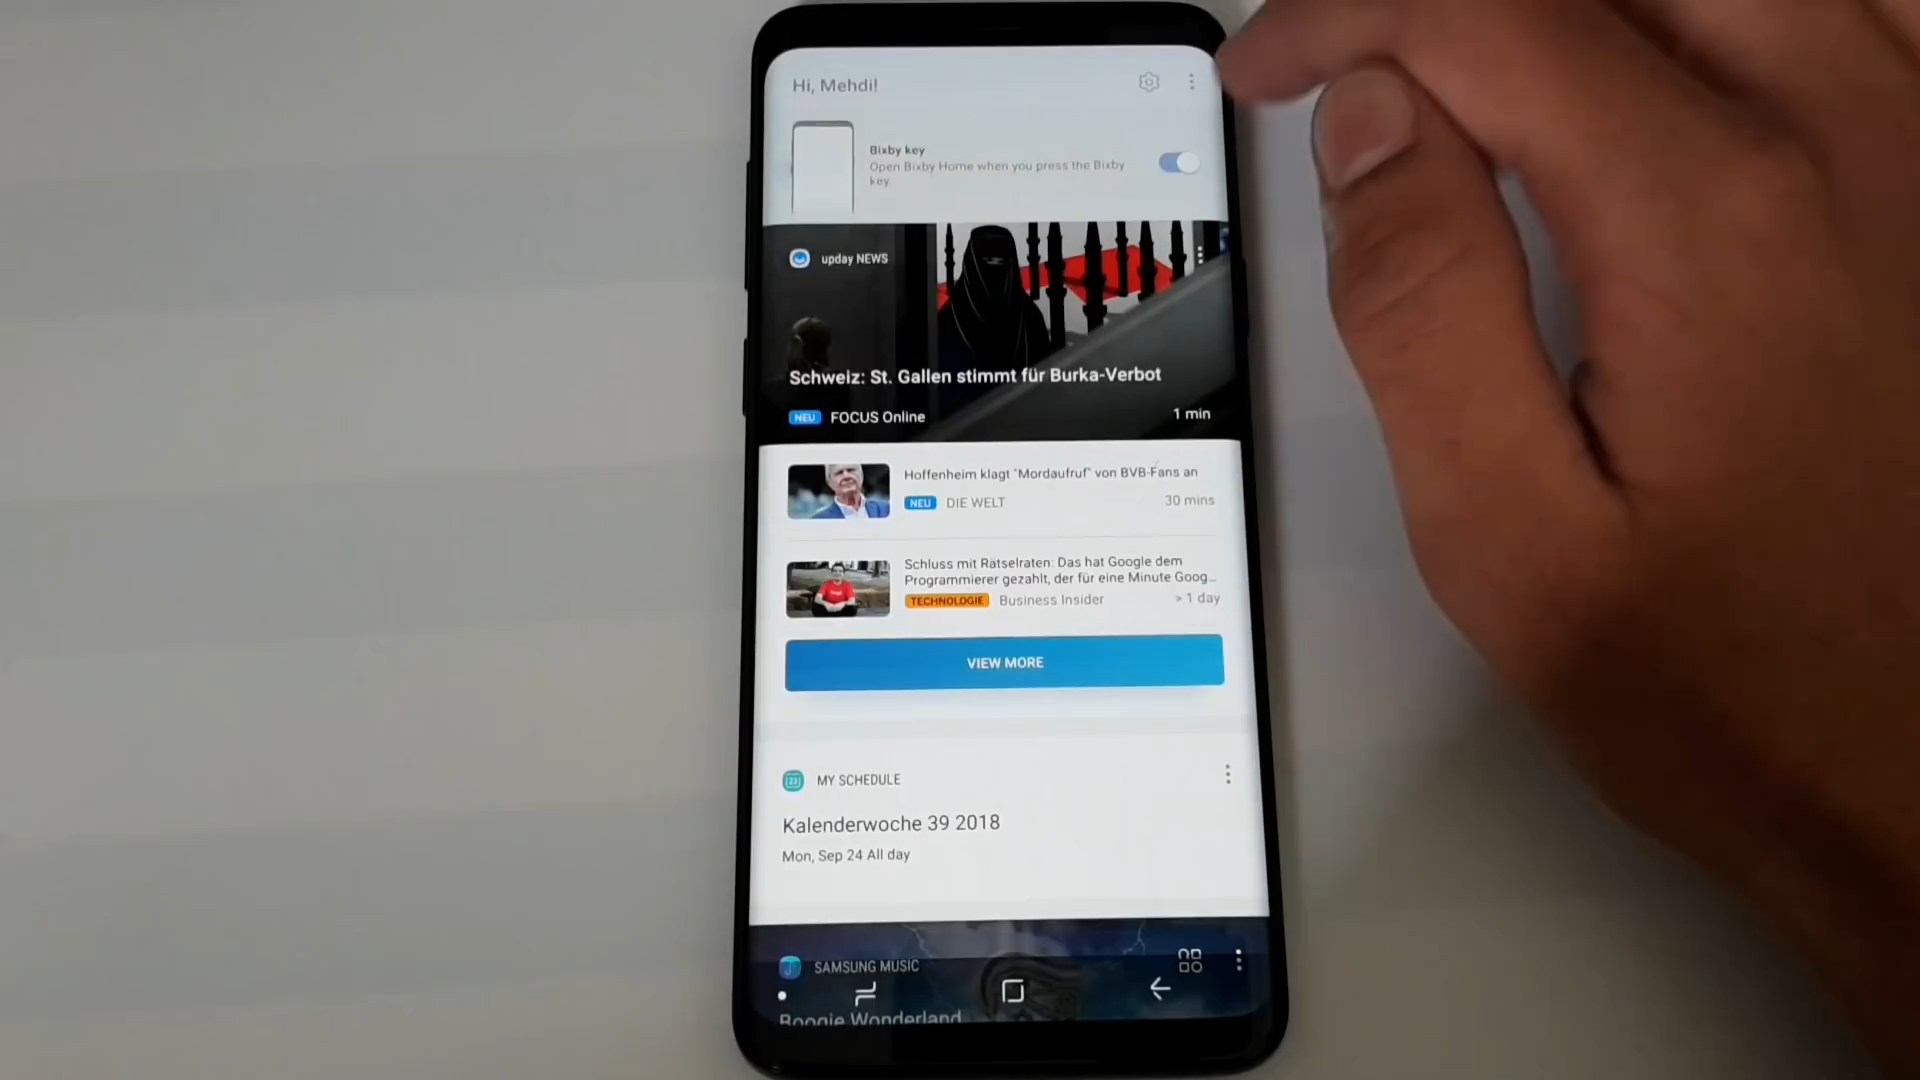 Hi, Mehdi!
Bixby key
Open Bixby Home when you press the Bixby
key
upday NEWS
Schweiz: St. Gallen stimmt für Burka-Verbot
NEU FOCUS Online 1 min
Hoffenheim klagt "Mordaufruf" von BVB-Fans an
NEU DIE WELT 30 mins
Schluss mit Rätselraten: Das hat Google dem
Programmierer gezahlt, der für eine Minute Goog...
TECHNOLOGIE Business Insider > 1 day
VIEW MORE
23 MY SCHEDULE
Kalenderwoche 39 2018
Mon, Sep 24 All day
SAMSUNG MUSIC
Boogie Wonderland